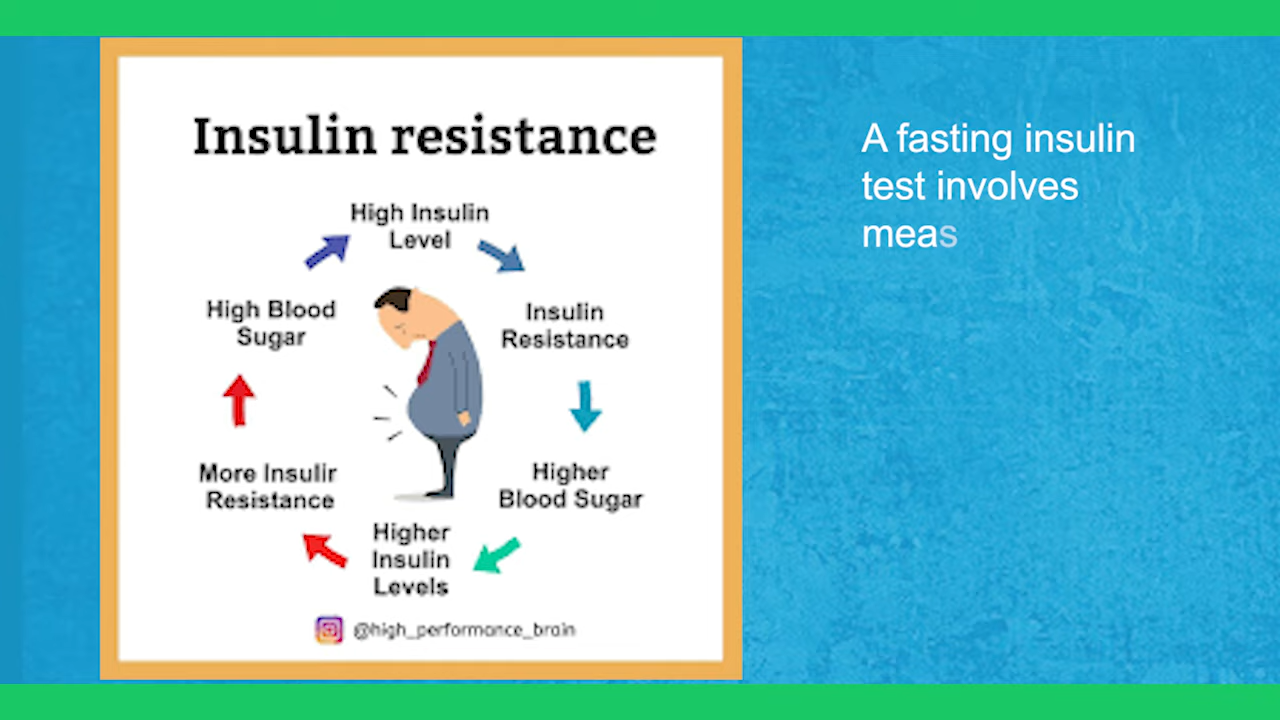 Insulin resistance
High Insulin
Level
Insulin
Resistance
Higher
Blood Sugar
Higher
Insulin
Levels
More Insulir
Resistance
High Blood
Sugar
@high_performance_brain
A fasting insulin
test involves
meas